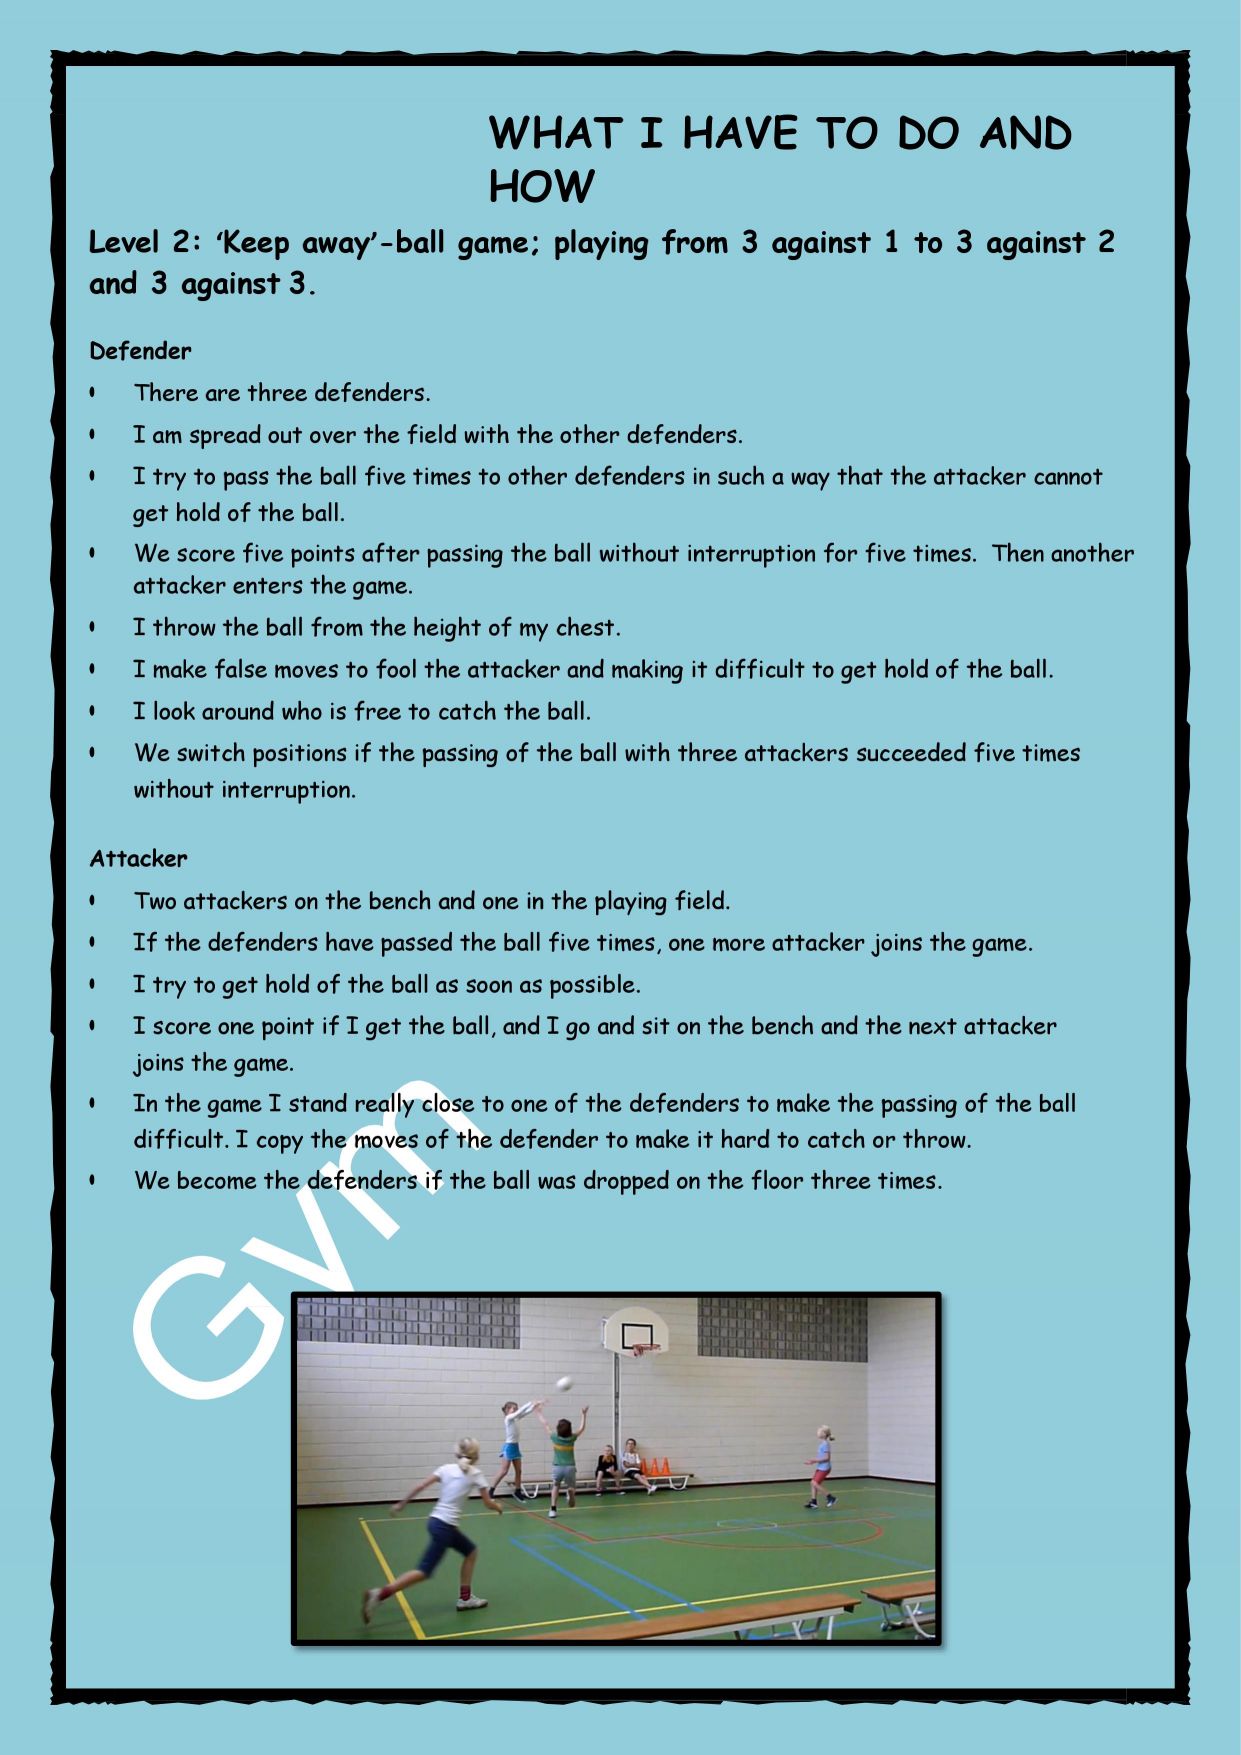 WHAT I HAVE TO DO AND
HOW
Level 2: ‘Keep away’-ball game; playing from 3 against 1 to 3 against 2
and 3 against 3.
Defender
• There are three defenders.
• I am spread out over the field with the other defenders.
• I try to pass the ball five times to other defenders in such a way that the attacker cannot
get hold of the ball.
• We score five points after passing the ball without interruption for five times. Then another
attacker enters the game.
• I throw the ball from the height of my chest.
• I make false moves to fool the attacker and making it difficult to get hold of the ball.
• I look around who is free to catch the ball.
• We switch positions if the passing of the ball with three attackers succeeded five times
without interruption.
Attacker
• Two attackers on the bench and one in the playing field.
• If the defenders have passed the ball five times, one more attacker joins the game.
• I try to get hold of the ball as soon as possible.
• I score one point if I get the ball, and I go and sit on the bench and the next attacker
joins the game.
• In the game I stand really close to one of the defenders to make the passing of the ball
difficult. I copy the moves of the defender to make it hard to catch or throw.
• We become the defenders if the ball was dropped on the floor three times.
Gym